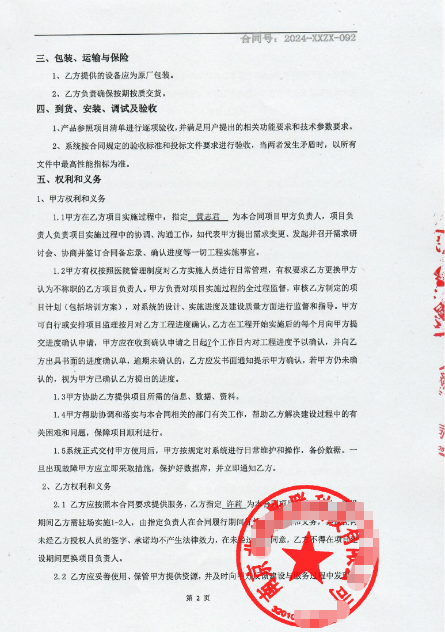 合同号：2024-XXZX-092
三、包装、运输与保险
1、乙方提供的设备应为原厂包装。
2、乙方负责确保按期按质交货。
四、到货、安装、调试及验收
1、产品参照项目清单进行逐项验收，并满足用户提出的相关功能要求和技术参数要求。
2、系统按合同规定的验收标准和投标文件要求进行验收，当两者发生矛盾时，以所有
文件中最高性能指标为准。
五、权利和义务
1、甲方权利和义务
1.1甲方在乙方项目实施过程中，指定 黄志君 为本合同项目甲方负责人，项目负
责人负责项目实施过程中的协调、沟通工作，如代表甲方提出需求变更、发起并召开需求研
讨会、协商并签订合同备忘录、确认进度等一切工程实施事宜。
1.2甲方有权按照医院管理制度对乙方实施人员进行日常管理，有权要求乙方更换甲方
认为不称职的乙方项目负责人。甲方负责对项目实施过程的全过程监督，审核乙方制定的项
目计划（包括培训方案），对系统的设计、实施进度及建设质量方面进行监督和指导。甲方
可自行或安排项目监理按月对乙方工程进度确认，乙方在工程开始实施后的每个月向甲方提
交进度确认申请，甲方应在收到确认申请之日起7个工作日内对工程进度予以确认，并向乙
方出具书面的进度确认单，逾期未确认的，乙方应发书面通知提示甲方确认，若甲方仍未确
认的，视为甲方已确认乙方提出的进度。
1.3甲方协助乙方提供项目所需的信息、数据、资料。
1.4甲方帮助协调和落实与本合同相关的部门有关工作，帮助乙方解决建设过程中的有
关困难和问题，保障项目顺利进行。
1.5系统正式交付甲方使用后，甲方按规定对系统进行日常维护和操作，备份数据、一
旦出现故障甲方应立即采取措施，保护好数据库，并立即通知乙方。
2、乙方权利和义务
2.1 乙方应按照本合同要求提供服务，乙方指定 许莉 为本合
期间乙方需驻场实施1-2人，由指定负责人在合同履行期间
未经乙方授权人员的签字、承诺均不产生法律效力，在未经 同意，乙方不得在项目建
设期间更换项目负责人。
2.2 乙方应妥善使用、保管甲方提供资源，并及时向甲方反馈建设与服务过程中发
第 2 页
南京
32010